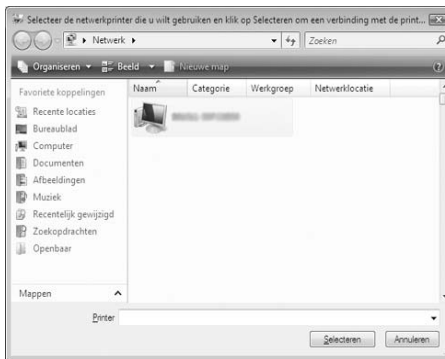 Selecteer de netwerkprinter die u wilt gebruiken en klik op Selecteren om een verbinding met de print...
Netwerk
Zoeken
Organiseren Beeld Nieuwe map
Favoriete koppelingen
Naam Categorie Werkgroep Netwerklocatie
Recente locaties
Bureaublad
Computer
Documenten
Afbeeldingen
Muziek
Recentelijk gewijzigd
Zoekopdrachten
Openbaar
Mappen
Printer
Selecteren Annuleren